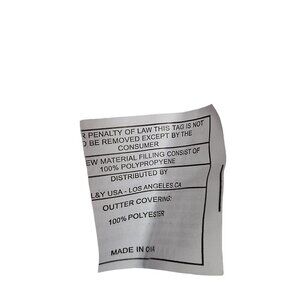 R PENALTY OF LAW THIS TAG IS NOT
O BE REMOVED EXCEPT BY THE
CONSUMER
EW MATERIAL FILLING CONSIST OF
100% POLYPROPYENE
DISTRIBUTED BY
L&Y USA - LOS ANGELES.CA
OUTTER COVERING:
100% POLYESTER
MADE IN